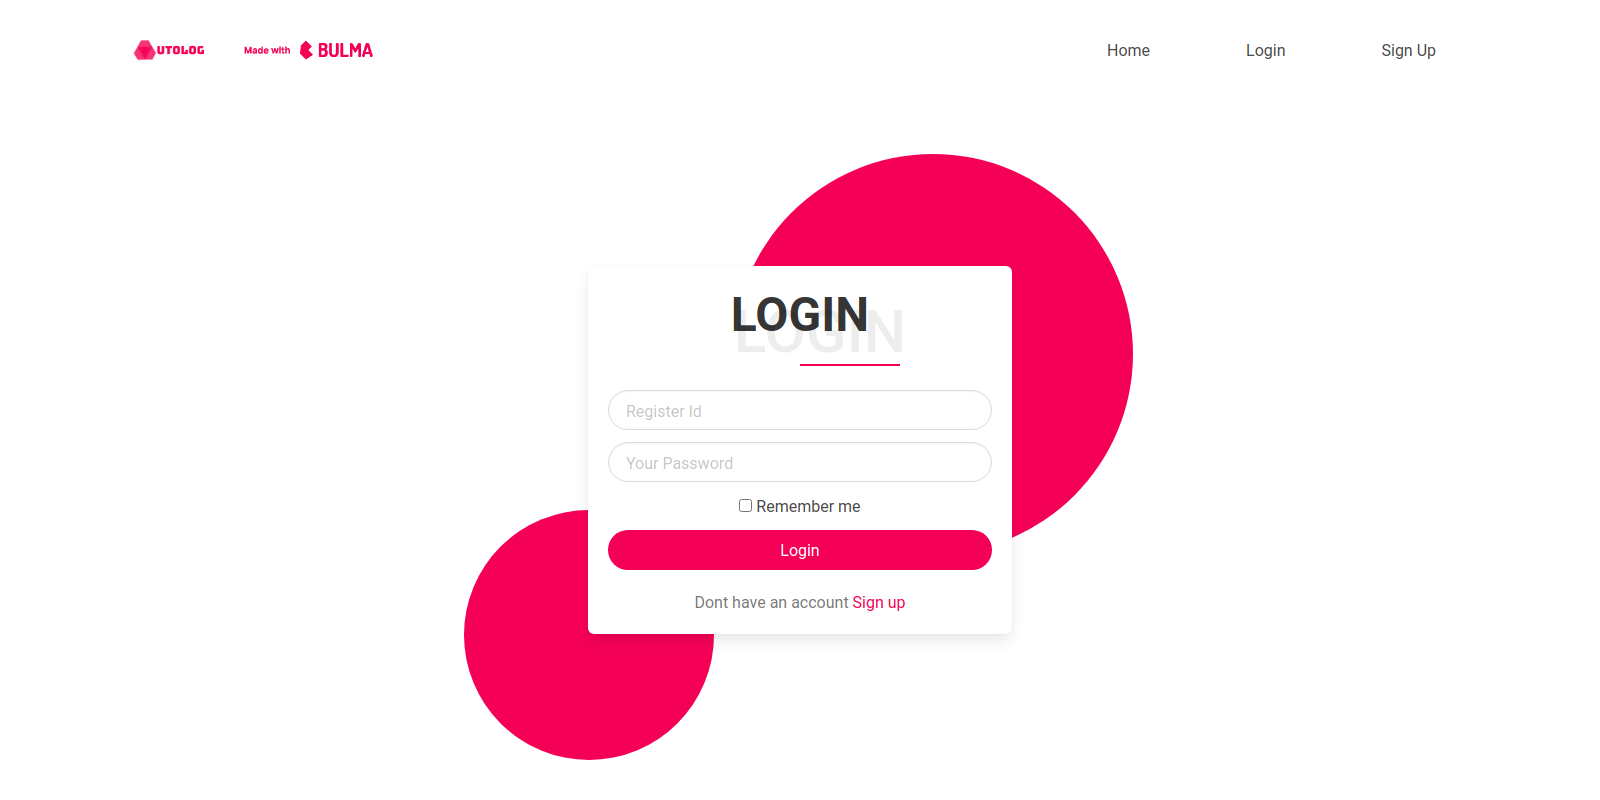 UTOLOG Made with BULMA Home Login Sign Up
LOGIN
LOGIN
Register Id
Your Password
Remember me
Login
Dont have an account Sign up